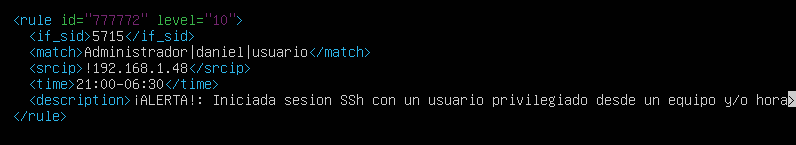 <rule id="777772" level="10">
<if_sid>5715</if_sid>
<match>Administrador|daniel|usuario</match>
<srcip>!192.168.1.48</srcip>
<time>21:00-06:30</time>
<description>¡ALERTA!: Iniciada sesion SSh con un usuario privilegiado desde un equipo y/o hora>
</rule>